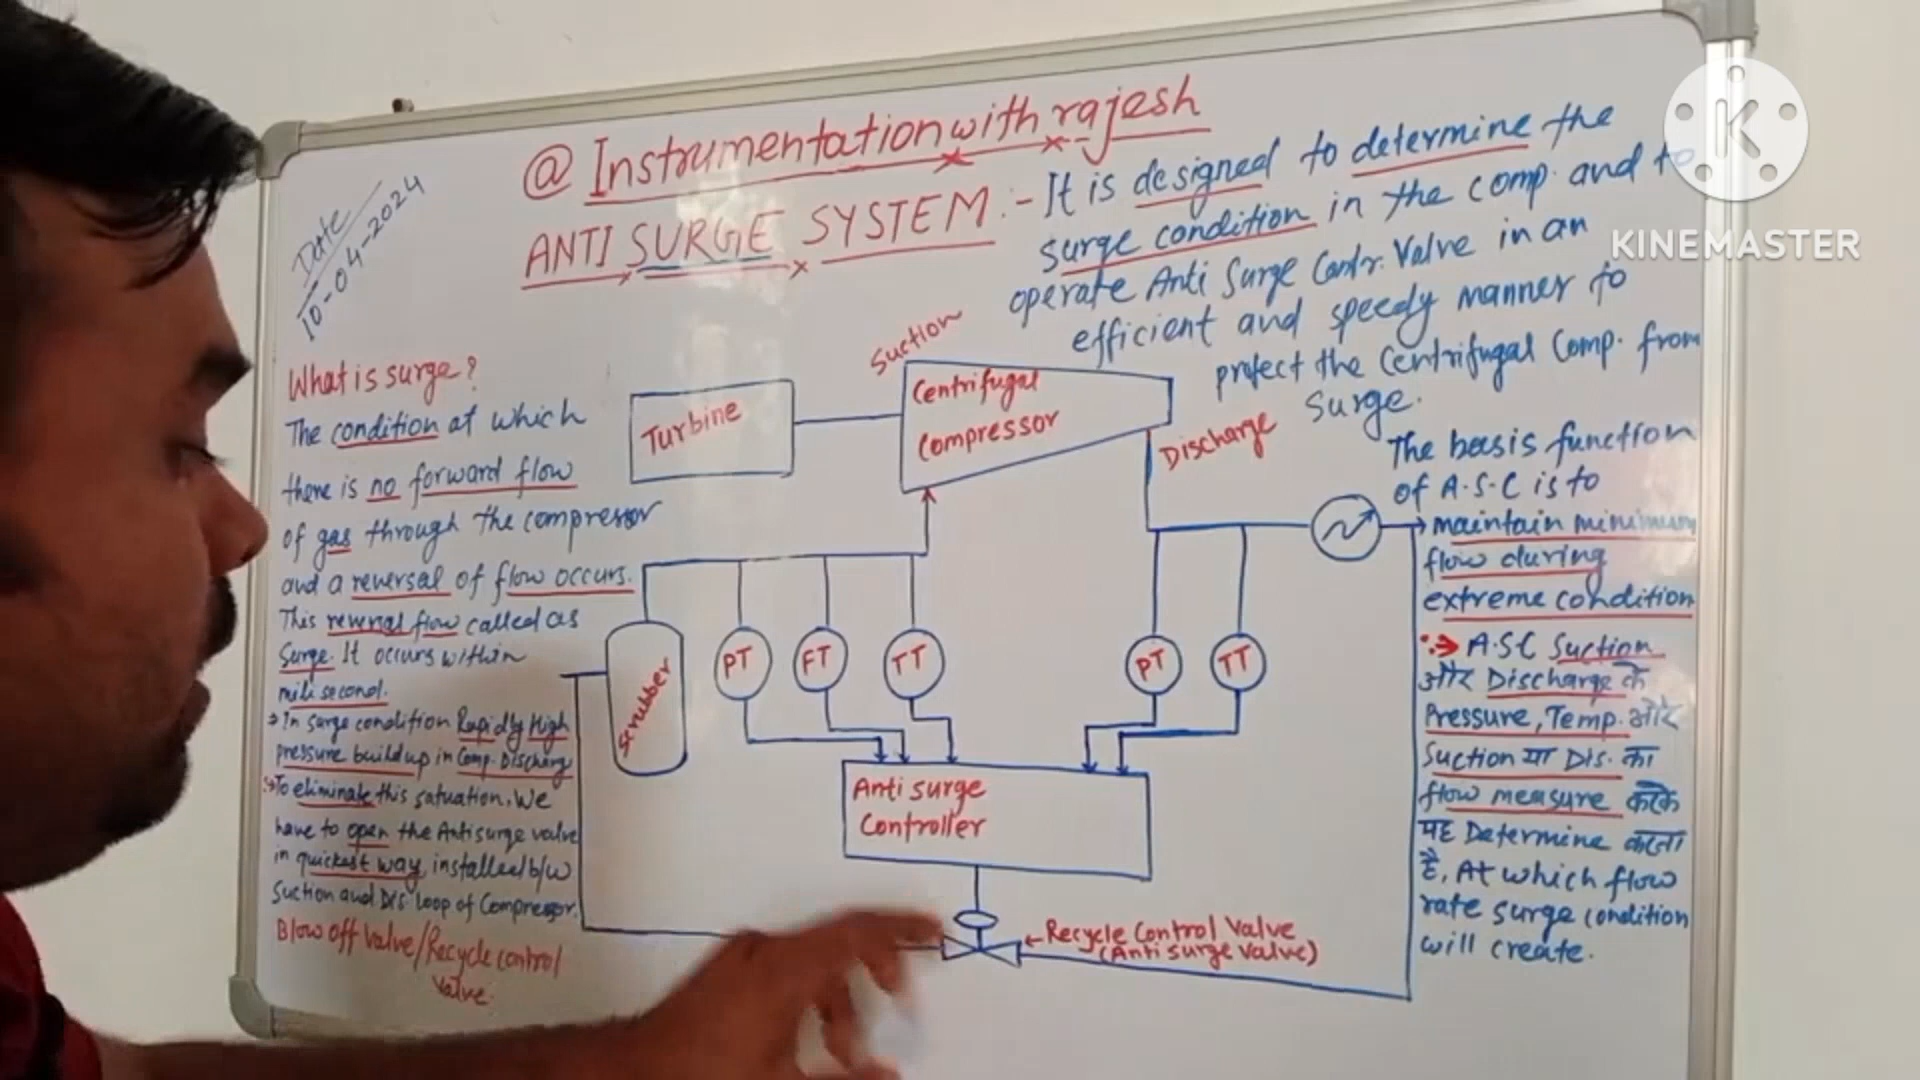 @ Instrumentation with rajesh
Date
10-04-2024
ANTI SURGE SYSTEM :- It is designed to determine the
surge condition in the comp. and to
operate Anti Surge Contr. Valve in an
efficient and speedy manner to
protect the Centrifugal Comp. from
Surge.
KINEMASTER
What is surge?
The condition at which
there is no forward flow
of gas through the compressor
and a reversal of flow occurs.
This reversal flow called as
Surge. It occurs within
mili second.
→ In surge condition Rapidly High
pressure buildup in Comp. Discharg
:→ To eliminate this satuation, We
have to open the Antisurge valve
in quickest way, installed b/w
Suction and Dis' loop of Compressor.
Blow off valve/Recycle control
valve.
Suction
Turbine
Centrifugal
Compressor
Discharge
Scrubber
PT
FT
TT
PT
TT
Anti surge
Controller
← Recycle Control Valve
(Anti surge valve)
The basis function
of A.S.C is to
maintain minimum
flow during
extreme condition
:→ A.S.C Suction
और Discharge के
Pressure, Temp. और
Suction या Dis. का
flow measure करके
यह Determine करता
है, At which flow
rate surge condition
will create.